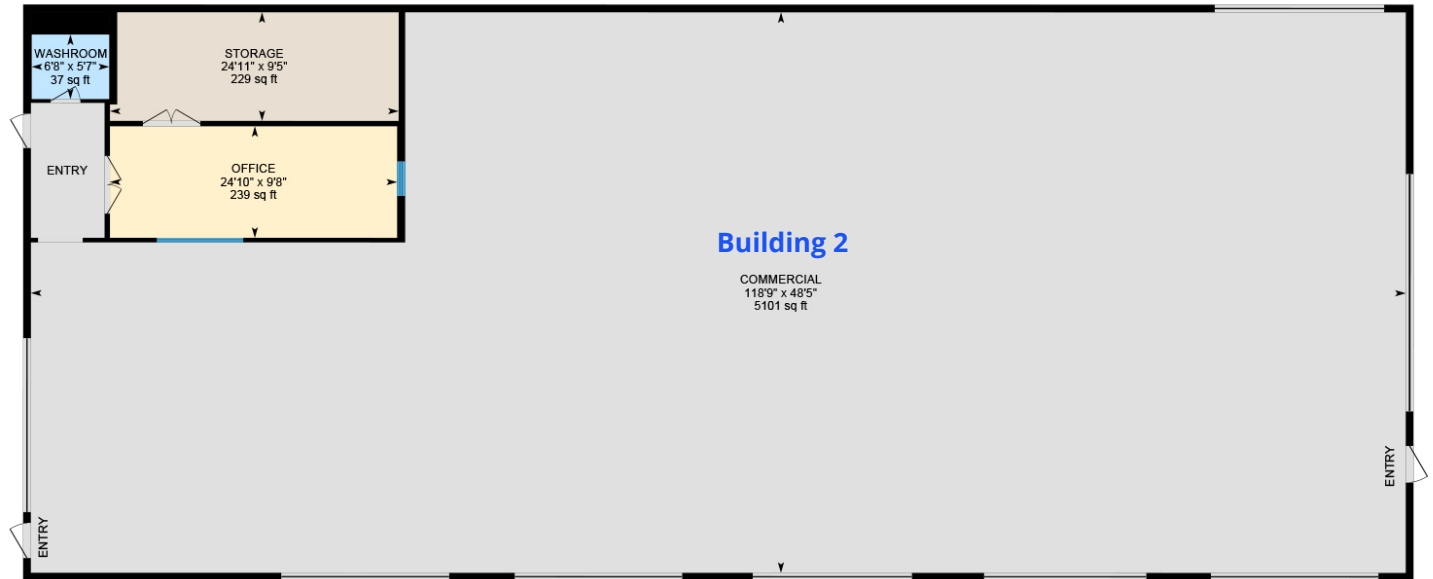 WASHROOM
6'8" x 5'7"
37 sq ft
STORAGE
24'11" x 9'5"
229 sq ft
ENTRY
OFFICE
24'10" x 9'8"
239 sq ft
Building 2
COMMERCIAL
118'9" x 48'5"
5101 sq ft
ENTRY
ENTRY